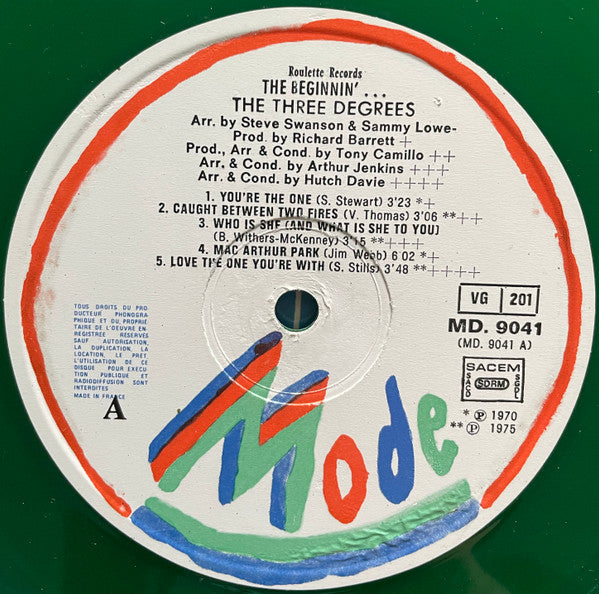 Roulette Records
THE BEGINNIN' ...
THE THREE DEGREES
Arr. by Steve Swanson & Sammy Lowe-
Prod. by Richard Barrett +
Prod., Arr & Cond. by Tony Camillo ++
Arr. & Cond. by Arthur Jenkins +++
Arr. & Cond. by Hutch Davie ++++
1. YOU'RE THE ONE (S. Stewart) 3'23 *+
2. CAUGHT BETWEEN TWO FIRES (V. Thomas) 3'06 **++
3. WHO IS SHE (AND WHAT IS SHE TO YOU)
(B. Withers-McKenney) 3'15 **+++
4. MAC ARTHUR PARK (Jim Webb) 6 02 *+
5. LOVE THE ONE YOU'RE WITH (S. Stills) 3'48 **++++
VG 201
MD. 9041
(MD. 9041 A)
SACEM
SACD SDRM SGDL
* Ⓟ 1970
** Ⓟ 1975
TOUS DROITS DU PRO-
DUCTEUR PHONOGRA-
PHIQUE ET DU PROPRIE-
TAIRE DE L'OEUVRE EN-
REGISTREE RESERVES
SAUF AUTORISATION,
LA DUPLICATION, LA
LOCATION, LE PRET,
L'UTILISATION DE CE
DISQUE POUR EXECU
TION PUBLIQUE ET
RADIODIFFUSION SONT
INTERDITES
MADE IN FRANCE
A
Mode